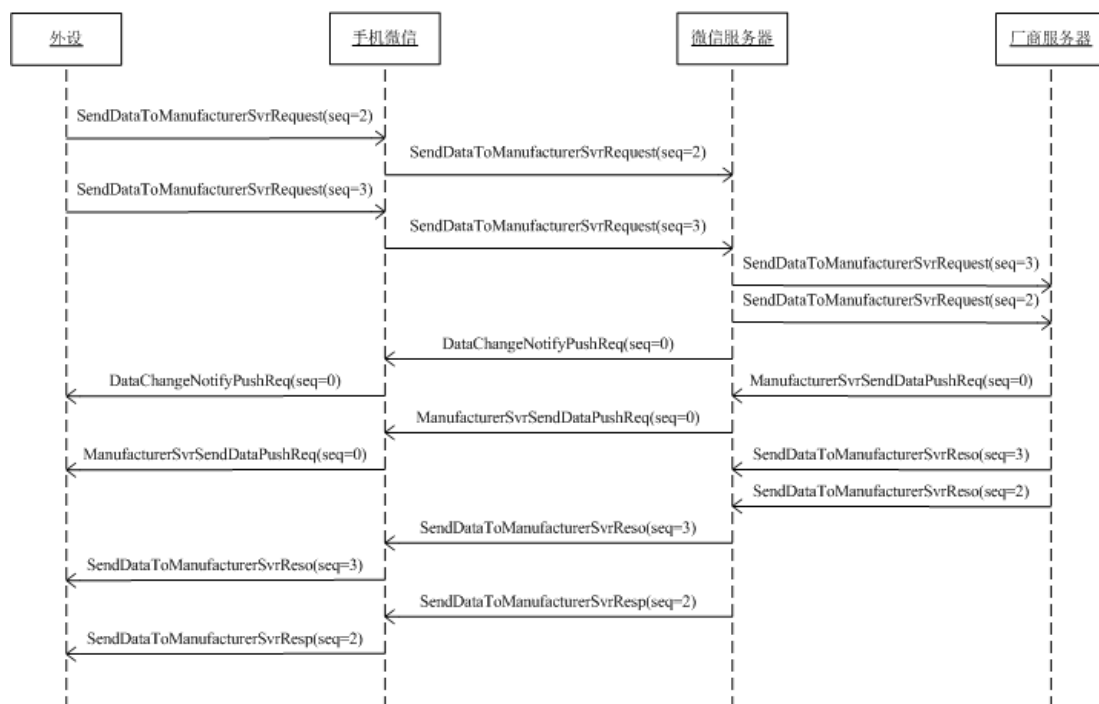 外设
手机微信
微信服务器
厂商服务器
SendDataToManufacturerSvrRequest(seq=2)
SendDataToManufacturerSvrRequest(seq=2)
SendDataToManufacturerSvrRequest(seq=3)
SendDataToManufacturerSvrRequest(seq=3)
SendDataToManufacturerSvrRequest(seq=3)
SendDataToManufacturerSvrRequest(seq=2)
DataChangeNotifyPushReq(seq=0)
DataChangeNotifyPushReq(seq=0)
ManufacturerSvrSendDataPushReq(seq=0)
ManufacturerSvrSendDataPushReq(seq=0)
ManufacturerSvrSendDataPushReq(seq=0)
SendDataToManufacturerSvrReso(seq=3)
SendDataToManufacturerSvrReso(seq=2)
SendDataToManufacturerSvrReso(seq=3)
SendDataToManufacturerSvrReso(seq=3)
SendDataToManufacturerSvrResp(seq=2)
SendDataToManufacturerSvrResp(seq=2)